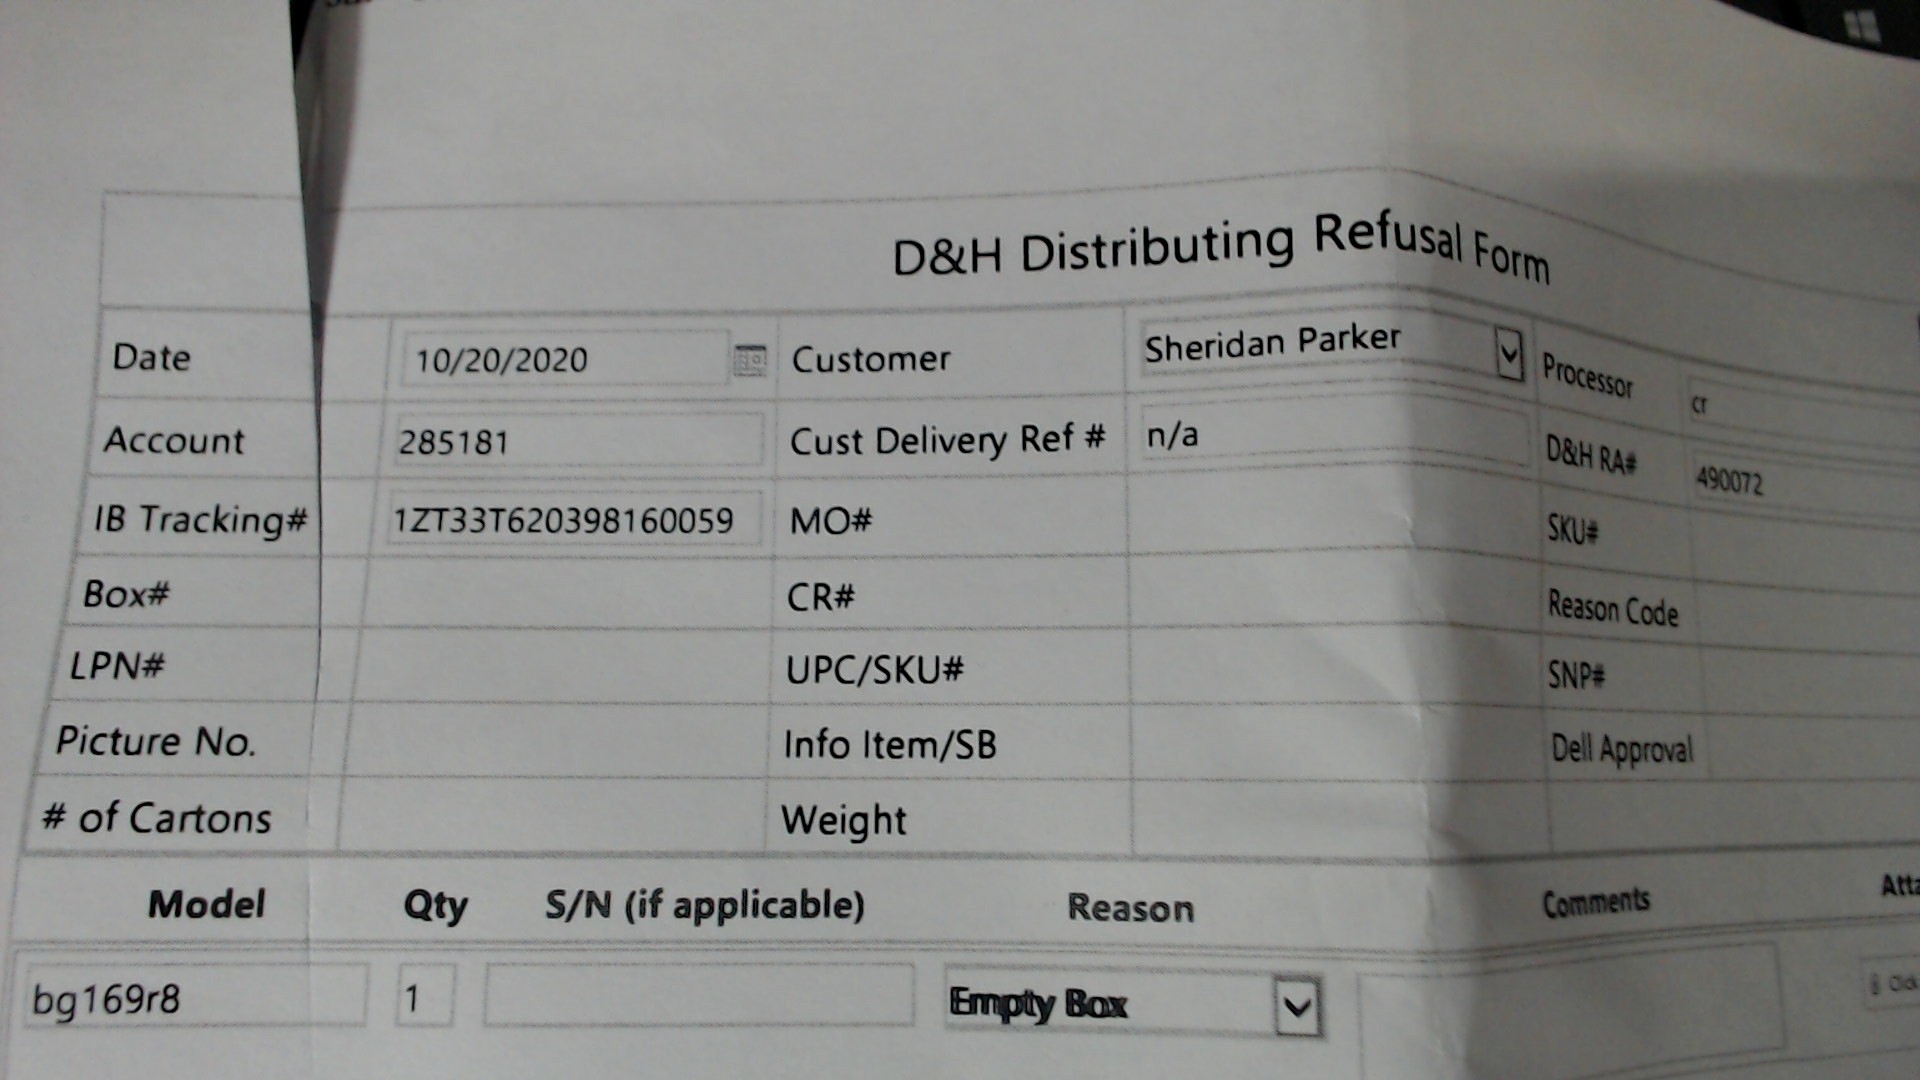 D&H Distributing Refusal Form
Date 10/20/2020 Customer Sheridan Parker Processor cr
Account 285181 Cust Delivery Ref # n/a D&H RA# 490072
IB Tracking# 1ZT33T620398160059 MO# SKU#
Box# CR# Reason Code
LPN# UPC/SKU# SNP#
Picture No. Info Item/SB Dell Approval
# of Cartons Weight
Model Qty S/N (if applicable) Reason Comments
bg169r8 1 Empty Box